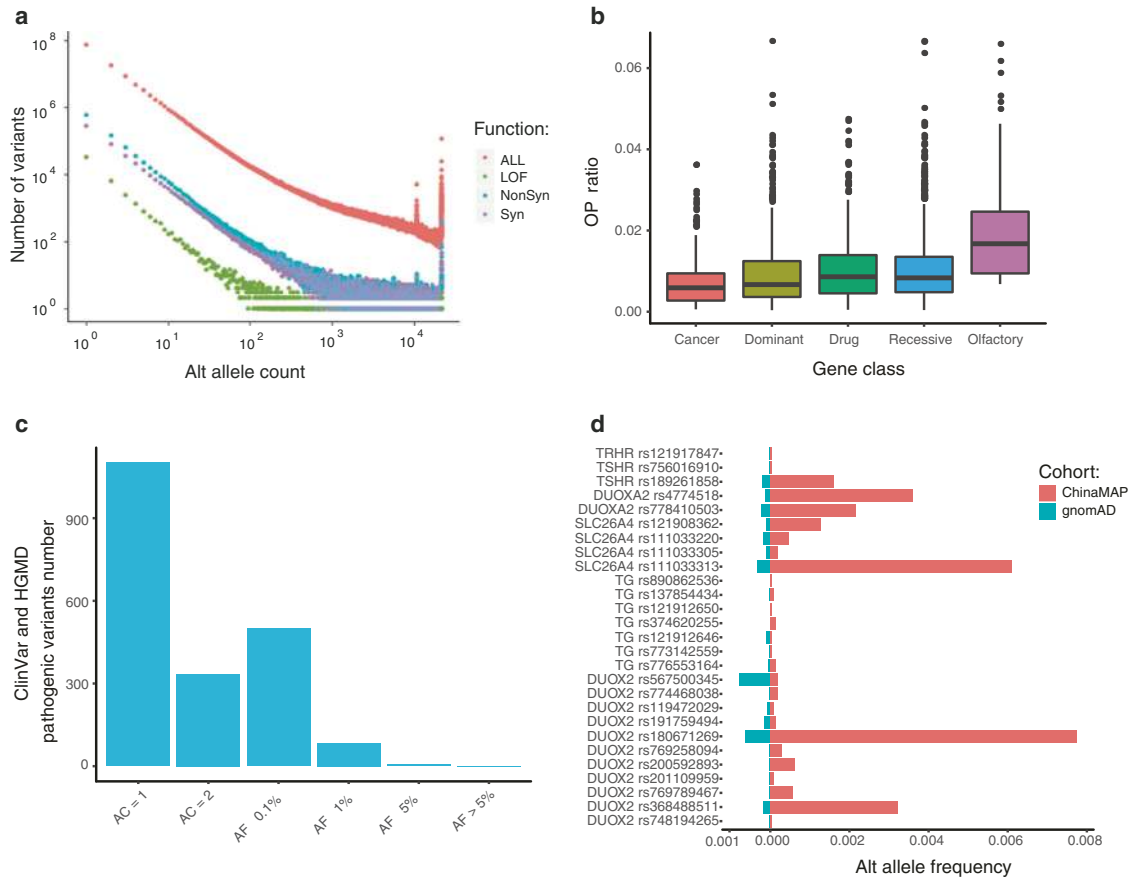 a
Number of variants
10^8
10^6
10^4
10^2
10^0
10^0
10^1
10^2
10^3
10^4
Alt allele count
Function:
ALL
LOF
NonSyn
Syn
b
OP ratio
0.06
0.04
0.02
0.00
Cancer
Dominant
Drug
Recessive
Olfactory
Gene class
c
ClinVar and HGMD
pathogenic variants number
900
600
300
0
AC = 1
AC = 2
AF 0.1%
AF 1%
AF 5%
AF > 5%
d
TRHR rs121917847
TSHR rs756016910
TSHR rs189261858
DUOXA2 rs4774518
DUOXA2 rs778410503
SLC26A4 rs121908362
SLC26A4 rs111033220
SLC26A4 rs111033305
SLC26A4 rs111033313
TG rs890862536
TG rs137854434
TG rs121912650
TG rs374620255
TG rs121912646
TG rs773142559
TG rs776553164
DUOX2 rs567500345
DUOX2 rs774468038
DUOX2 rs119472029
DUOX2 rs191759494
DUOX2 rs180671269
DUOX2 rs769258094
DUOX2 rs200592893
DUOX2 rs201109959
DUOX2 rs769789467
DUOX2 rs368488511
DUOX2 rs748194265
0.001
0.000
0.002
0.004
0.006
0.008
Alt allele frequency
Cohort:
ChinaMAP
gnomAD